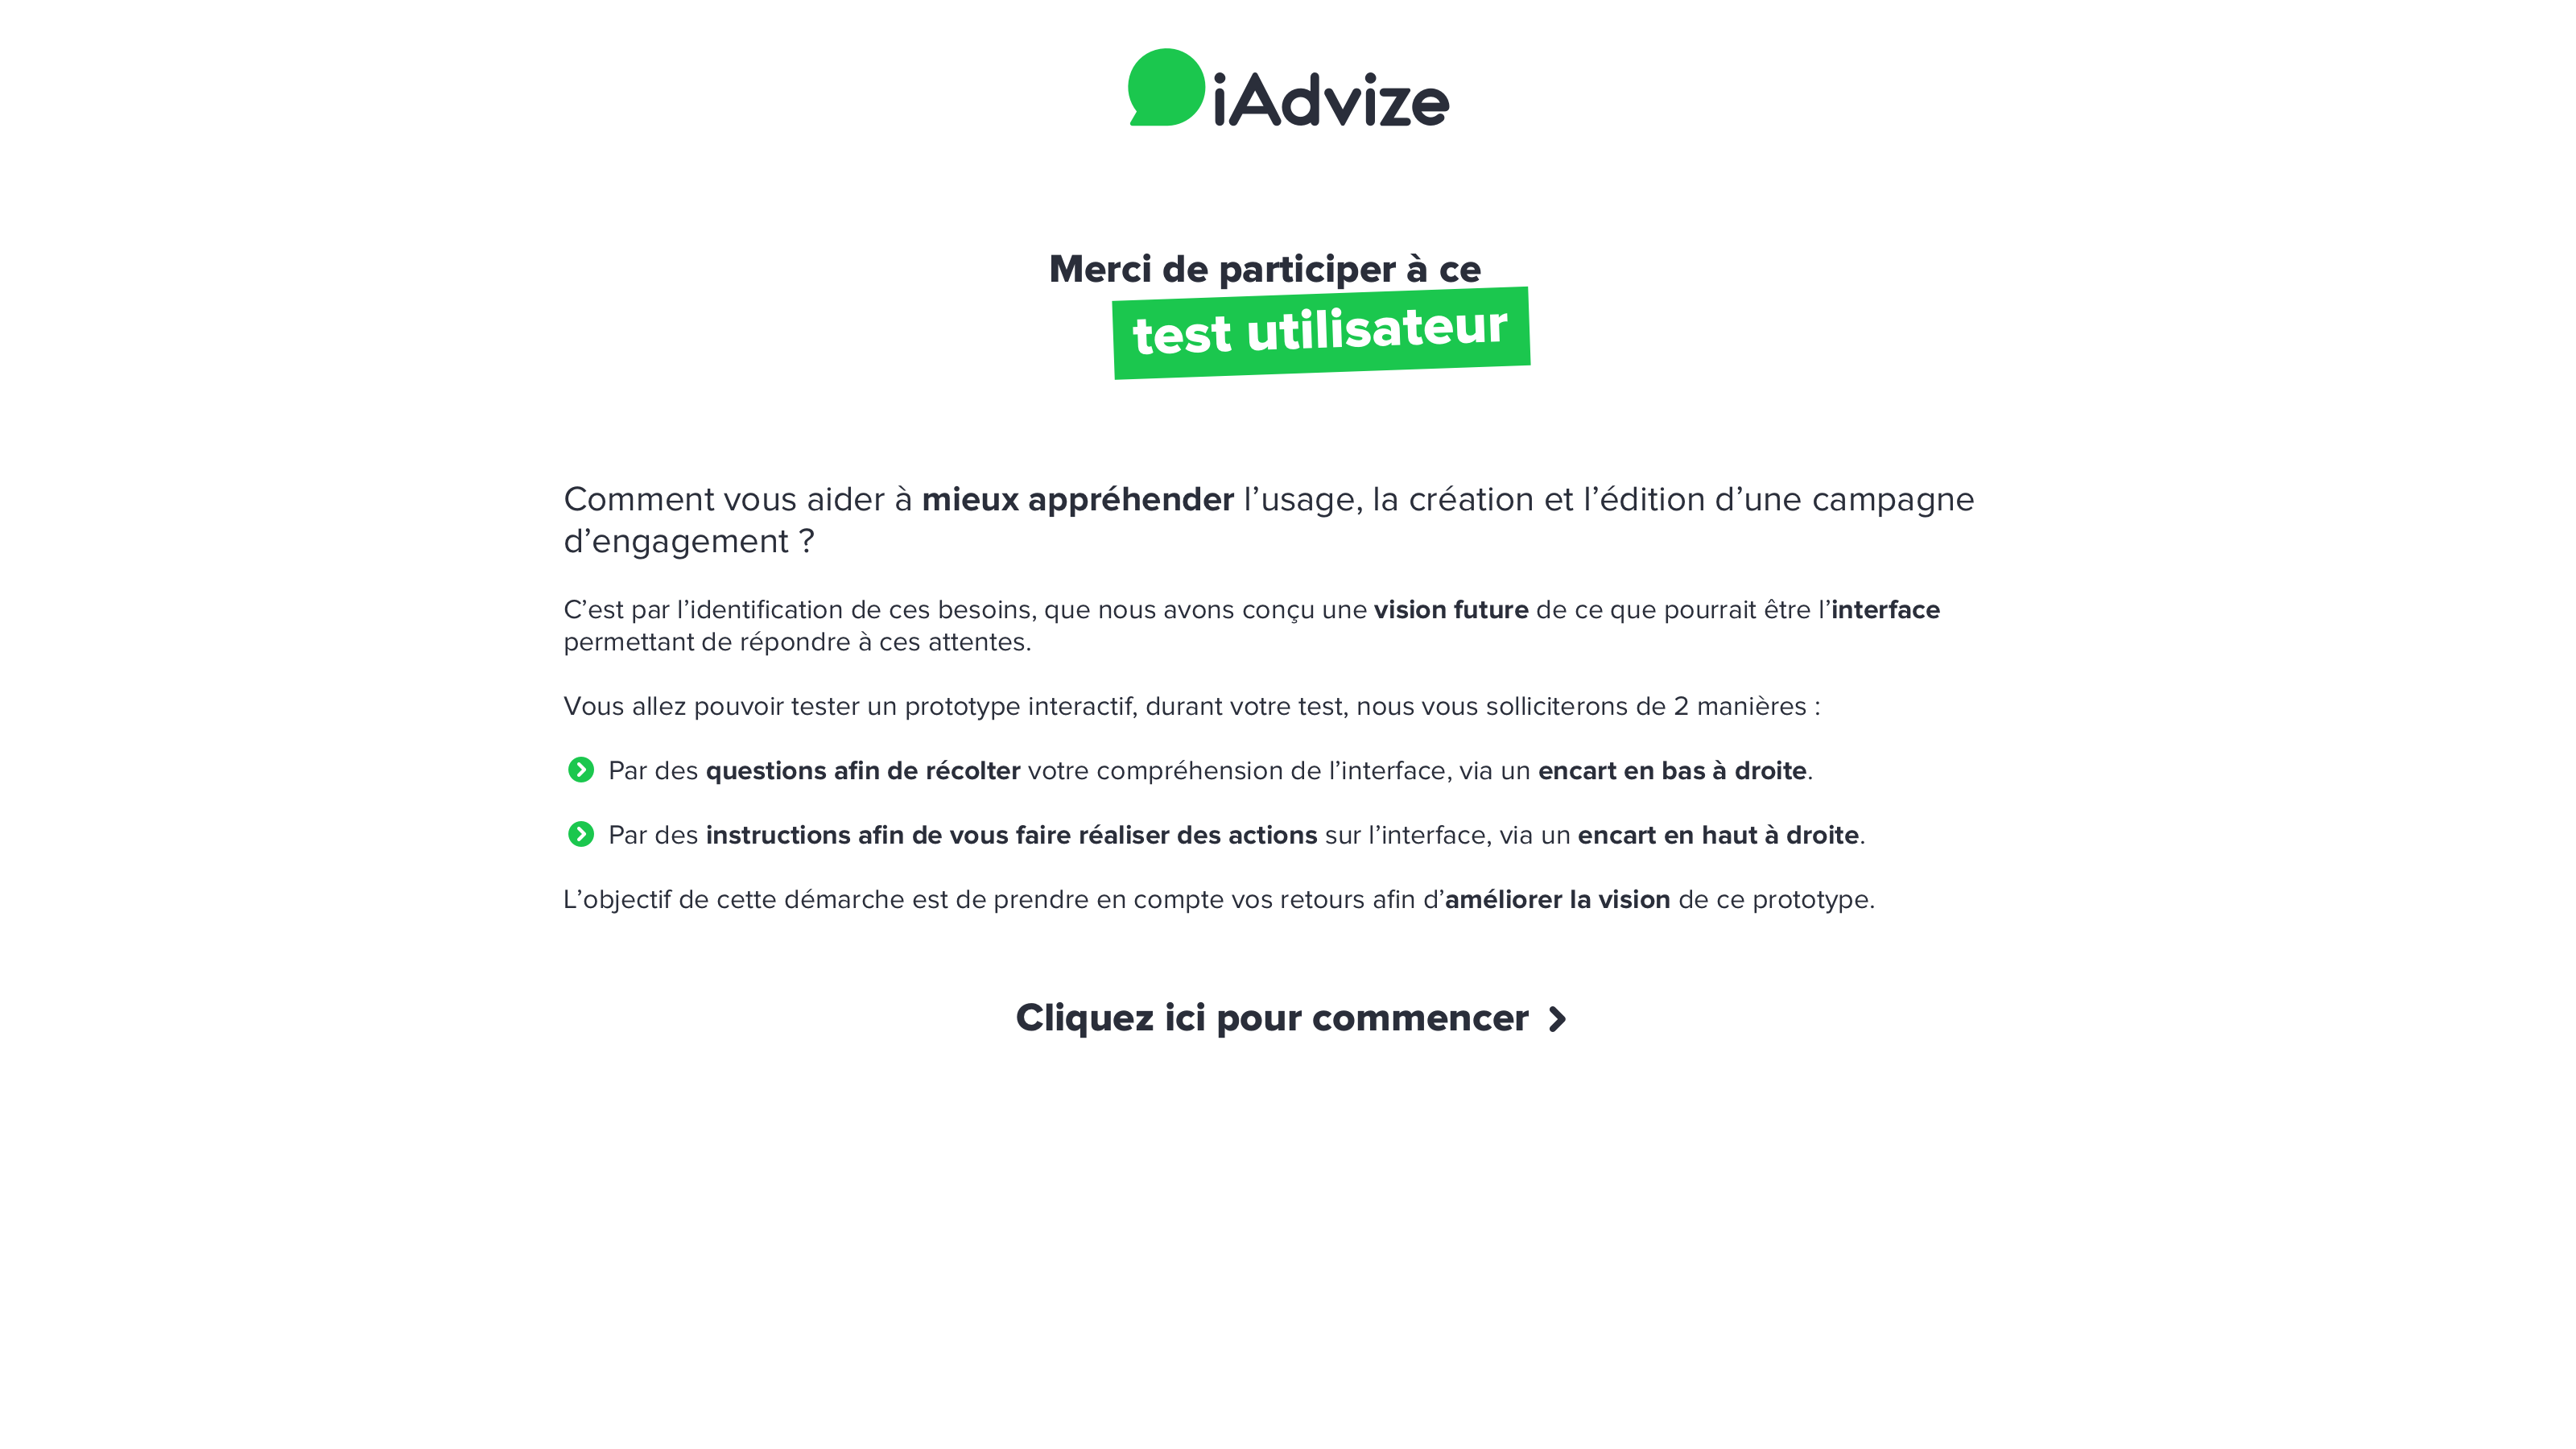 iAdvize
Merci de participer à ce
test utilisateur
Comment vous aider à mieux appréhender l’usage, la création et l’édition d’une campagne
d’engagement ?
C’est par l’identification de ces besoins, que nous avons conçu une vision future de ce que pourrait être l’interface
permettant de répondre à ces attentes.
Vous allez pouvoir tester un prototype interactif, durant votre test, nous vous solliciterons de 2 manières :
Par des questions afin de récolter votre compréhension de l’interface, via un encart en bas à droite.
Par des instructions afin de vous faire réaliser des actions sur l’interface, via un encart en haut à droite.
L’objectif de cette démarche est de prendre en compte vos retours afin d’améliorer la vision de ce prototype.
Cliquez ici pour commencer